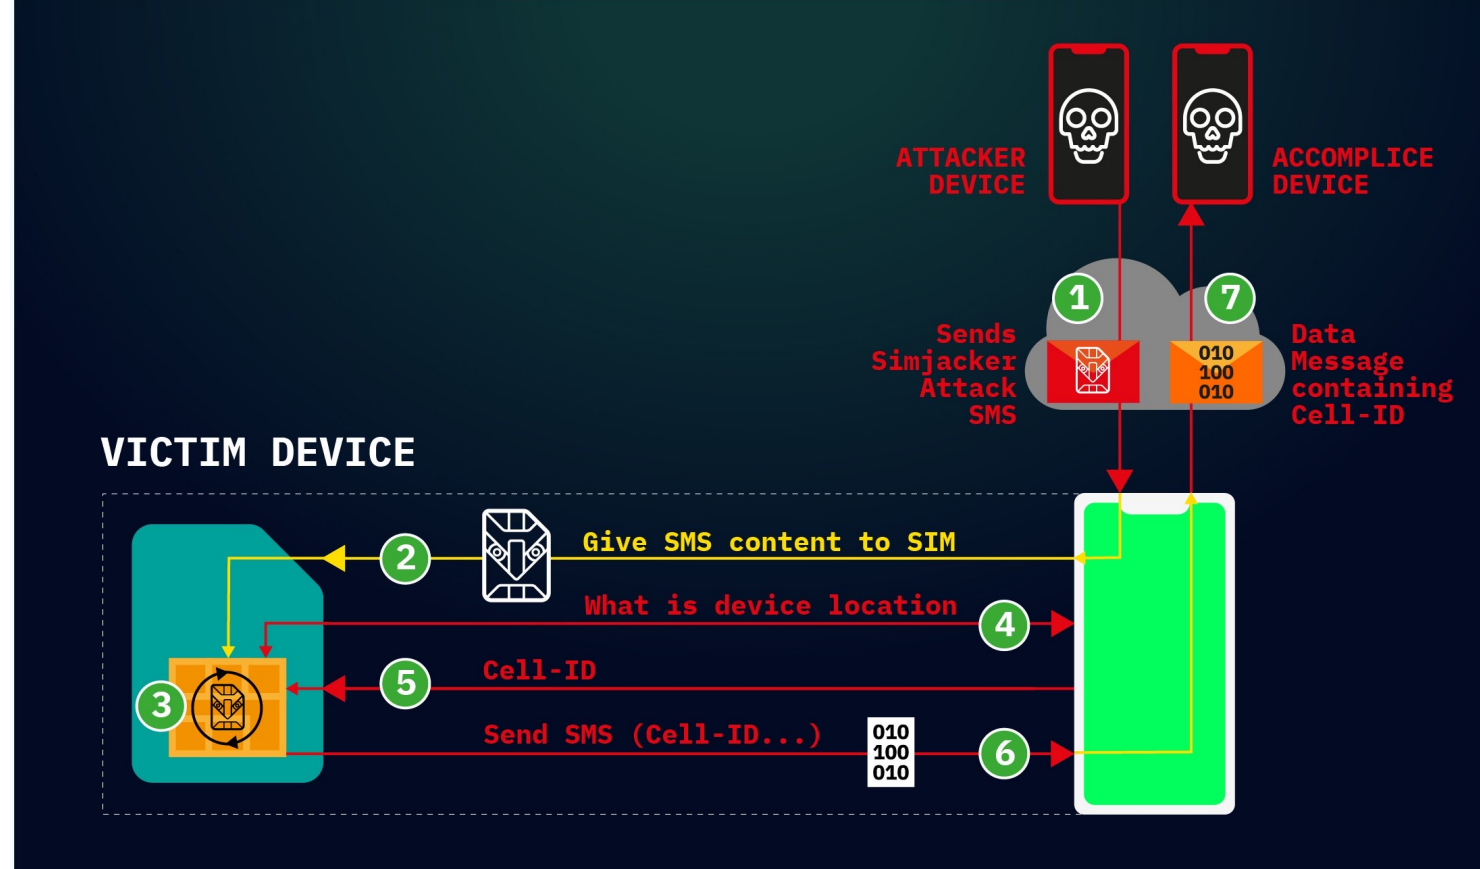 ATTACKER
DEVICE
ACCOMPLICE
DEVICE
1
7
Sends
Simjacker
Attack
SMS
010
100
010
Data
Message
containing
Cell-ID
VICTIM DEVICE
2
Give SMS content to SIM
What is device location
4
Cell-ID
5
3
Send SMS (Cell-ID...)
010
100
010
6